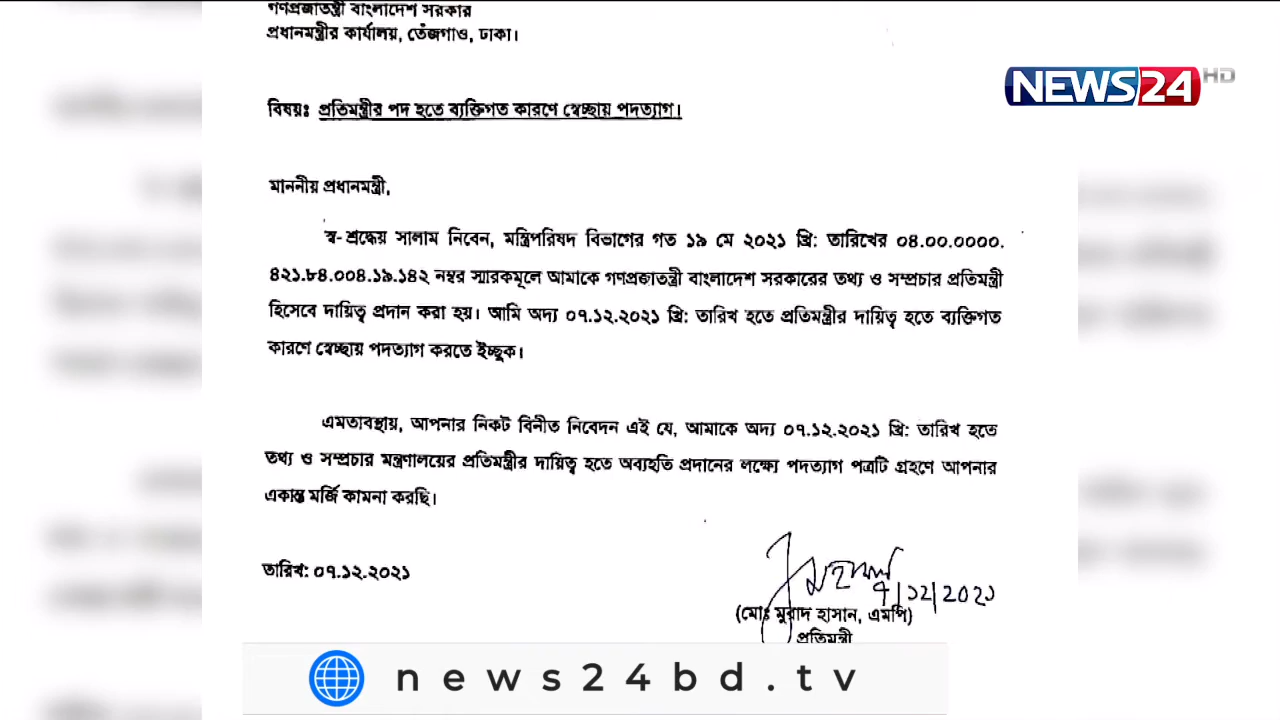 গণপ্রজাতন্ত্রী বাংলাদেশ সরকার
প্রধানমন্ত্রীর কার্যালয়, তেঁজগাও, ঢাকা।
NEWS24 HD
বিষয়ঃ প্রতিমন্ত্রীর পদ হতে ব্যক্তিগত কারণে স্বেচ্ছায় পদত্যাগ।
মাননীয় প্রধানমন্ত্রী,
স্ব-শ্রদ্ধেয় সালাম নিবেন, মন্ত্রিপরিষদ বিভাগের গত ১৯ মে ২০২১ খ্রি: তারিখের ০৪.০০.০০০০.
৪২১.৮৪.০০৪.১৯.১৪২ নম্বর স্মারকমূলে আমাকে গণপ্রজাতন্ত্রী বাংলাদেশ সরকারের তথ্য ও সম্প্রচার প্রতিমন্ত্রী
হিসেবে দায়িত্ব প্রদান করা হয়। আমি অদ্য ০৭.১২.২০২১ খ্রি: তারিখ হতে প্রতিমন্ত্রীর দায়িত্ব হতে ব্যক্তিগত
কারণে স্বেচ্ছায় পদত্যাগ করতে ইচ্ছুক।
এমতাবস্থায়, আপনার নিকট বিনীত নিবেদন এই যে, আমাকে অদ্য ০৭.১২.২০২১ খ্রি: তারিখ হতে
তথ্য ও সম্প্রচার মন্ত্রণালয়ের প্রতিমন্ত্রীর দায়িত্ব হতে অব্যহতি প্রদানের লক্ষ্যে পদত্যাগ পত্রটি গ্রহণে আপনার
একান্ত মর্জি কামনা করছি।
তারিখ: ০৭.১২.২০২১
৭/১২/২০২১
(মোঃ মুরাদ হাসান, এমপি)
প্রতিমন্ত্রী
news24bd.tv